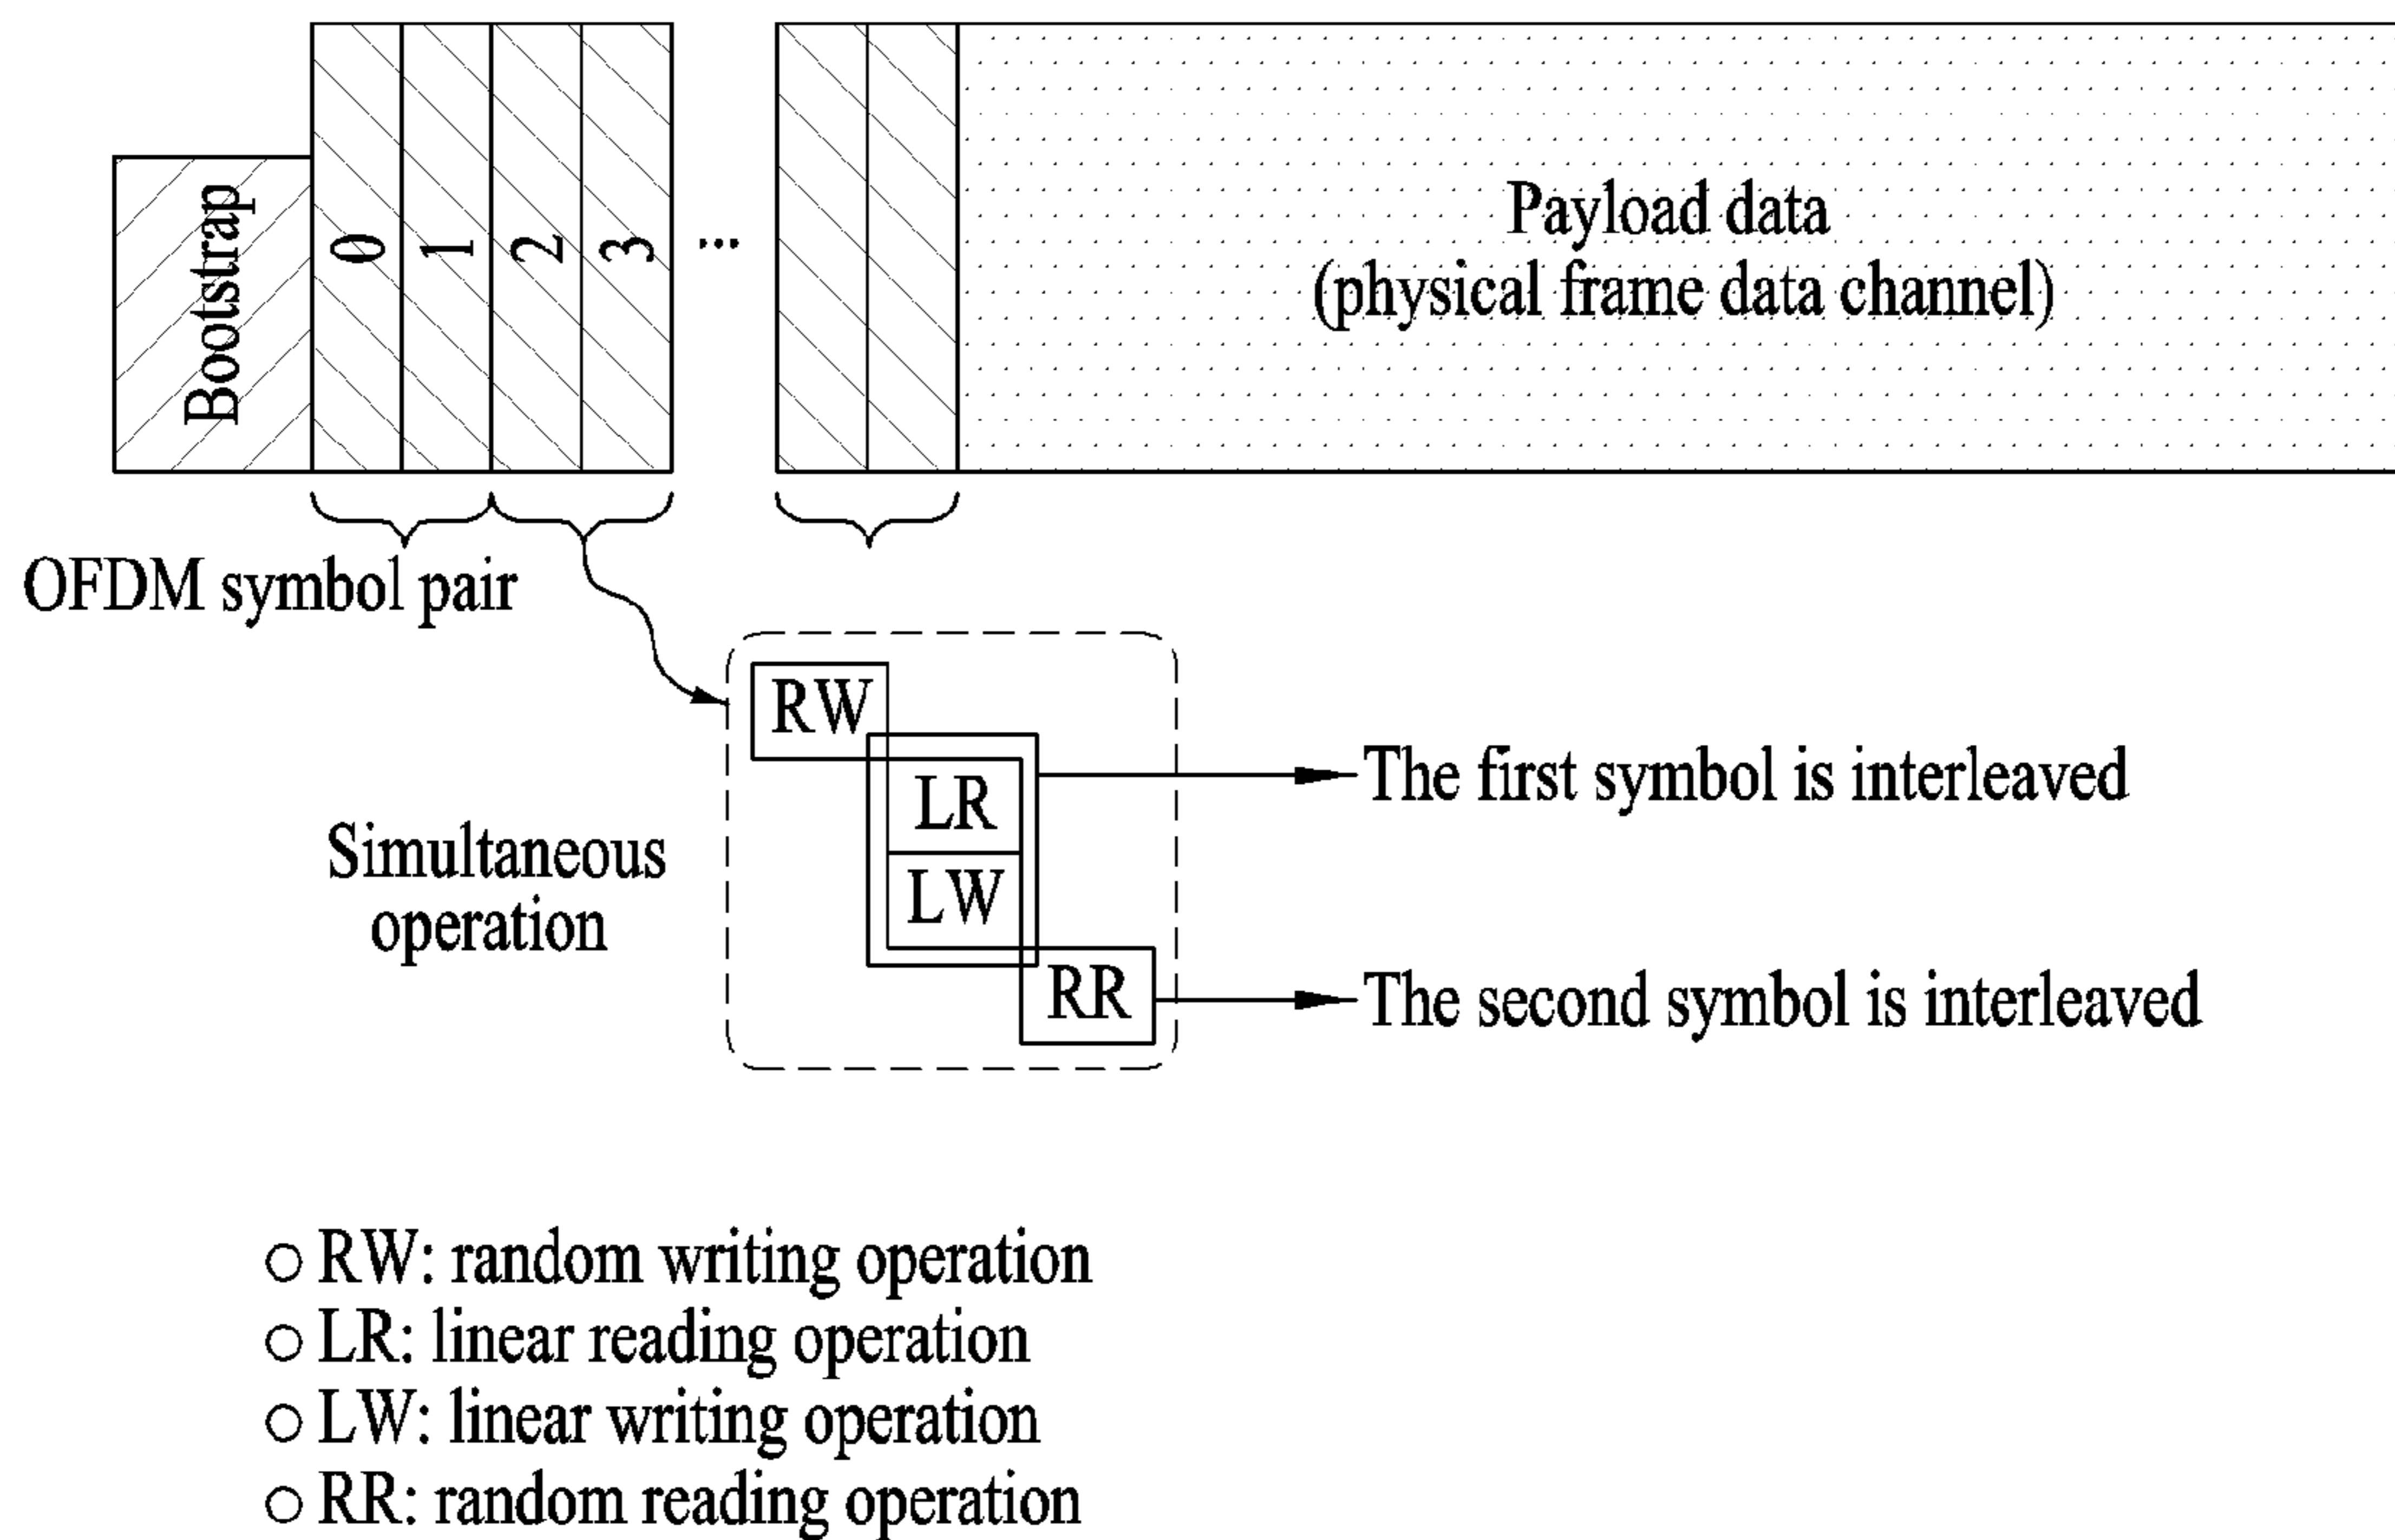 Bootstrap
0
1
2
3
...
Payload data
(physical frame data channel)
OFDM symbol pair
RW
LR
LW
RR
The first symbol is interleaved
Simultaneous
operation
The second symbol is interleaved
RW: random writing operation
LR: linear reading operation
LW: linear writing operation
RR: random reading operation